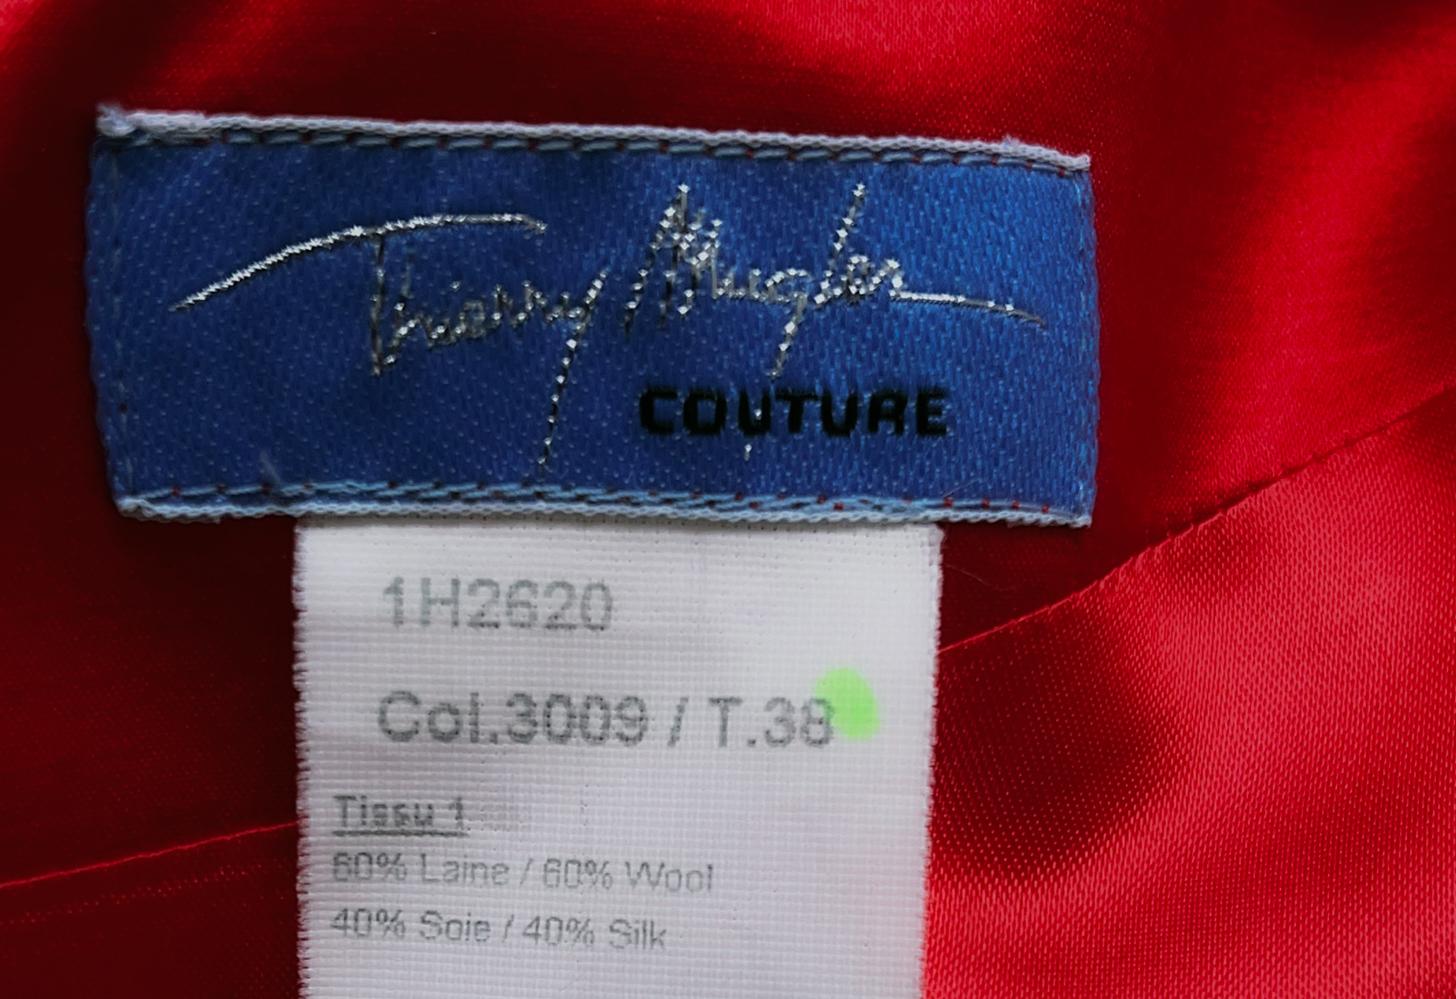 Thierry Mugler
COUTURE
1H2620
Col.3009 / T.38
Tissu 1
60% Laine / 60% Wool
40% Soie / 40% Silk